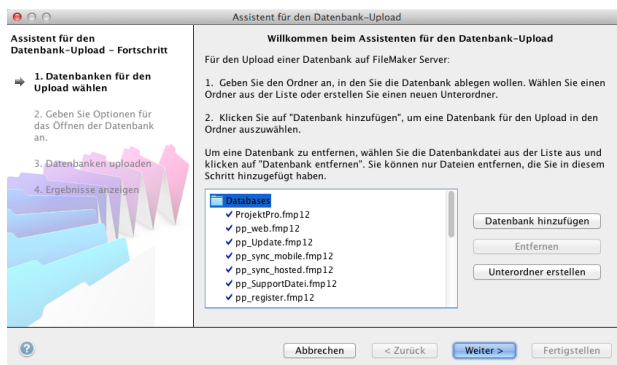 Assistent für den Datenbank-Upload
Assistent für den
Datenbank-Upload – Fortschritt
1. Datenbanken für den
Upload wählen
2. Geben Sie Optionen für
das Öffnen der Datenbank
an.
3. Datenbanken uploaden
4. Ergebnisse anzeigen
Willkommen beim Assistenten für den Datenbank-Upload
Für den Upload einer Datenbank auf FileMaker Server:
1. Geben Sie den Ordner an, in den Sie die Datenbank ablegen wollen. Wählen Sie einen
Ordner aus der Liste oder erstellen Sie einen neuen Unterordner.
2. Klicken Sie auf "Datenbank hinzufügen", um eine Datenbank für den Upload in den
Ordner auszuwählen.
Um eine Datenbank zu entfernen, wählen Sie die Datenbankdatei aus der Liste aus und
klicken auf "Datenbank entfernen". Sie können nur Dateien entfernen, die Sie in diesem
Schritt hinzugefügt haben.
Databases
ProjektPro.fmp12
pp_web.fmp12
pp_Update.fmp12
pp_sync_mobile.fmp12
pp_sync_hosted.fmp12
pp_SupportDatei.fmp12
pp_register.fmp12
Datenbank hinzufügen
Entfernen
Unterordner erstellen
?
Abbrechen
< Zurück
Weiter >
Fertigstellen